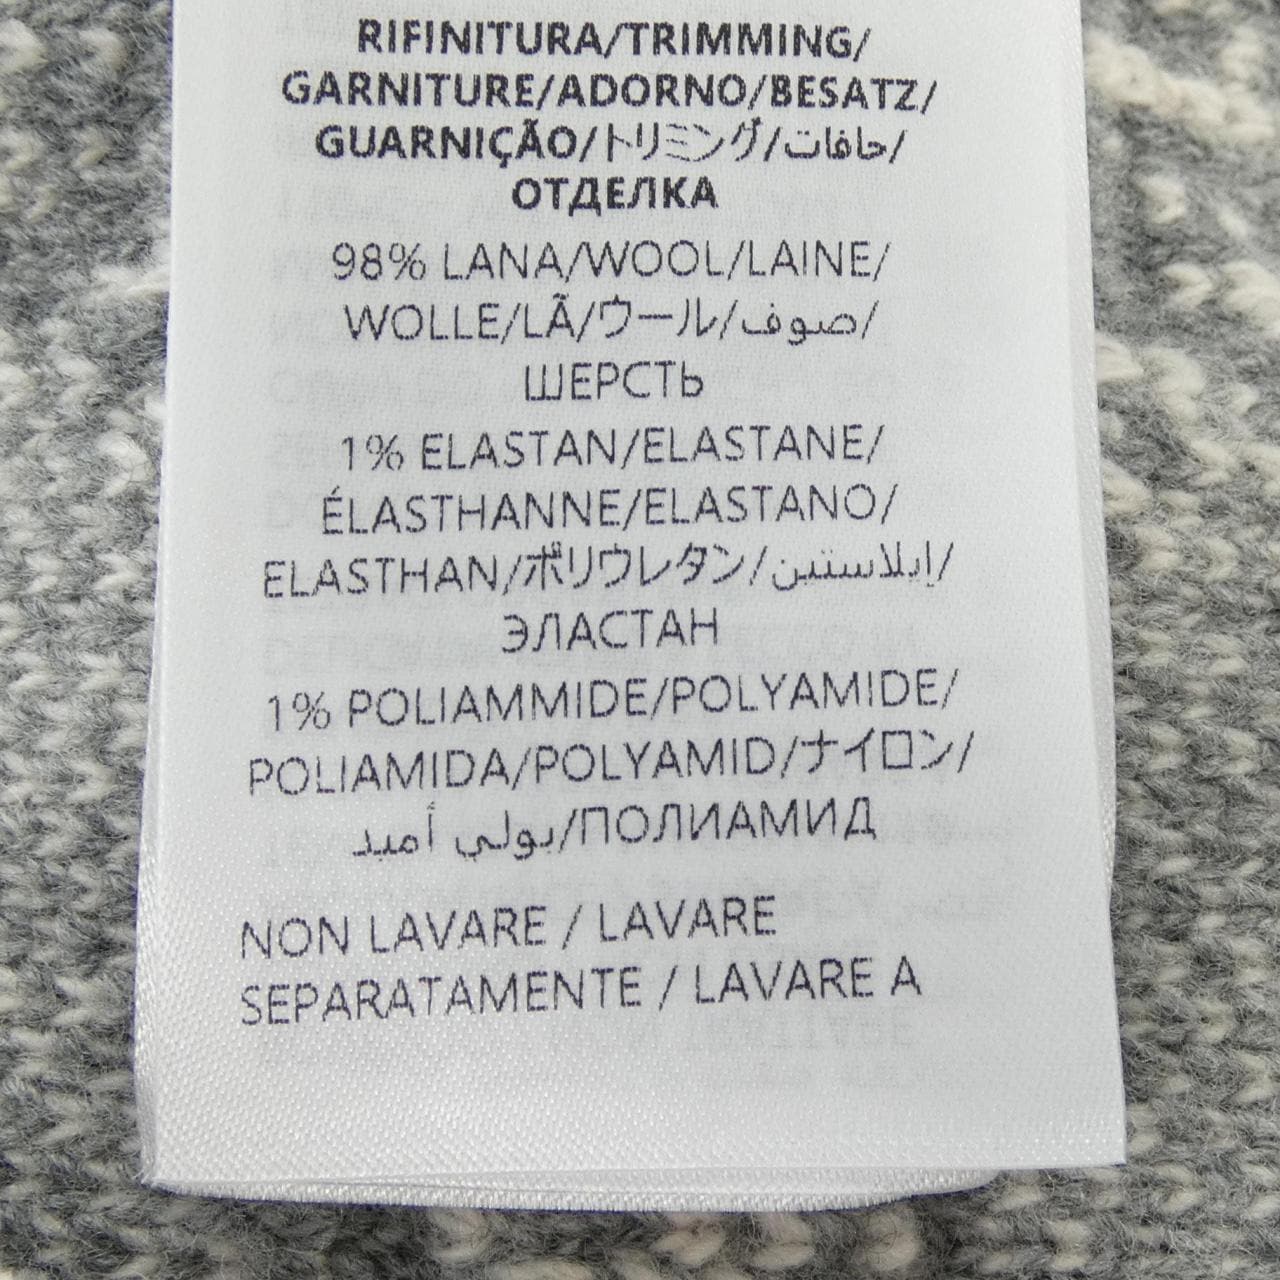 RIFINITURA/TRIMMING/
GARNITURE/ADORNO/BESATZ/
GUARNIÇÃO/トリミング/حافات/
ОТДЕЛКА
98% LANA/WOOL/LAINE/
WOLLE/LÃ/ウール/صوف/
ШЕРСТЬ
1% ELASTAN/ELASTANE/
ÉLASTHANNE/ELASTANO/
ELASTHAN/ポリウレタン/إيلاستين/
ЭЛАСТАН
1% POLIAMMIDE/POLYAMIDE/
POLIAMIDA/POLYAMID/ナイロン/
بولي أميد/ПОЛИАМИД
NON LAVARE / LAVARE
SEPARATAMENTE / LAVARE A